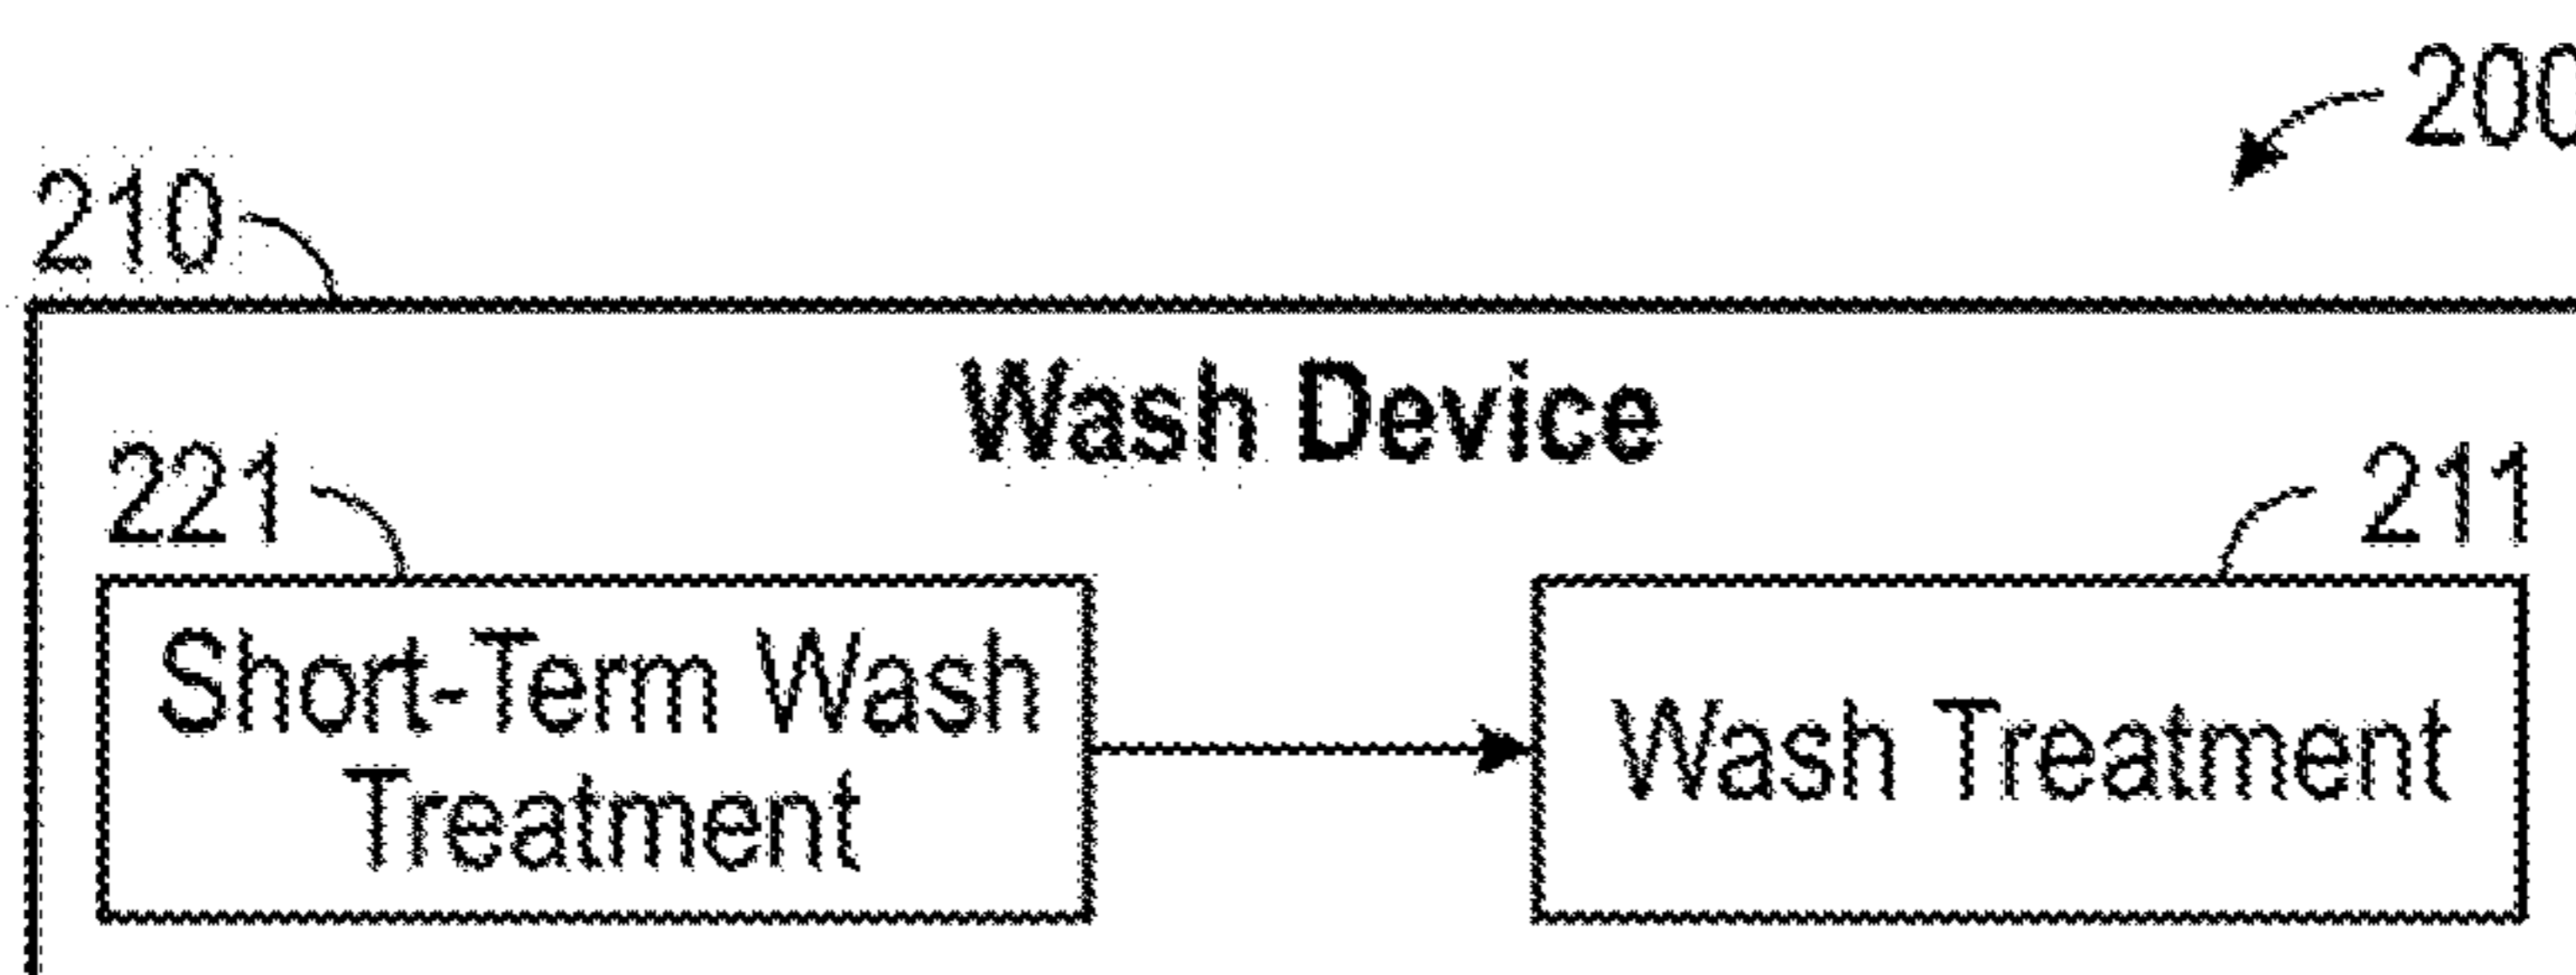 200
210
Wash Device
221
211
Short-Term Wash
Treatment
Wash Treatment